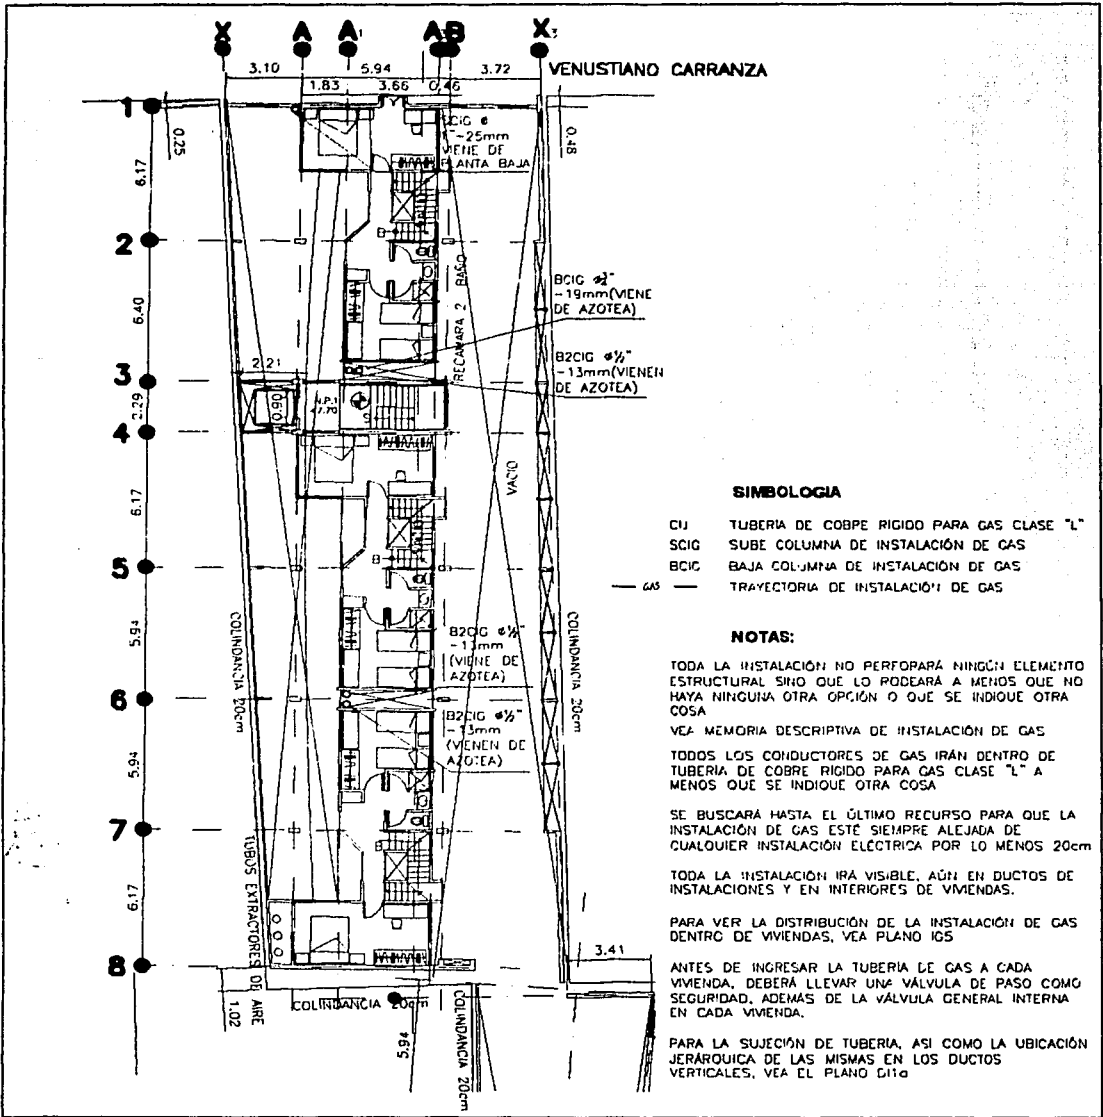 X A A1 A B X3
3.10 5.94 3.72 VENUSTIANO CARRANZA
1.83 3.66 0.46
1
0.25
0.48
~25mm
VIENE DE
PLANTA BAJA
6.17
2
BAÑO
RECAMARA 2
BCIG ø¾"
-19mm(VIENE
DE AZOTEA)
6.40
B2CIG ø½"
-13mm(VIENEN
DE AZOTEA)
2.21
3
2.29
0.90
N.P.T
4
VACIO
6.17
5
5.94
COLINDANCIA 20cm
COLINDANCIA 20cm
B2CIG ø½"
-13mm
(VIENE DE
AZOTEA)
6
B2CIG ø½"
-13mm
(VIENEN DE
AZOTEA)
5.94
7
TUBOS EXTRACTORES DE AIRE
6.17
8
3.41
1.02
COLINDANCIA 20cm
5.94
COLINDANCIA 20cm
SIMBOLOGIA
CIJ TUBERÍA DE COBRE RIGIDO PARA GAS CLASE "L"
SCIG SUBE COLUMNA DE INSTALACIÓN DE GAS
BCIG BAJA COLUMNA DE INSTALACIÓN DE GAS
— GAS — TRAYECTORIA DE INSTALACIÓN DE GAS
NOTAS:
TODA LA INSTALACIÓN NO PERFORARÁ NINGÚN ELEMENTO
ESTRUCTURAL SINO QUE LO RODEARÁ A MENOS QUE NO
HAYA NINGUNA OTRA OPCIÓN O QUE SE INDIQUE OTRA
COSA
VEA MEMORIA DESCRIPTIVA DE INSTALACIÓN DE GAS
TODOS LOS CONDUCTORES DE GAS IRÁN DENTRO DE
TUBERÍA DE COBRE RIGIDO PARA GAS CLASE "L" A
MENOS QUE SE INDIQUE OTRA COSA
SE BUSCARÁ HASTA EL ÚLTIMO RECURSO PARA QUE LA
INSTALACIÓN DE GAS ESTÉ SIEMPRE ALEJADA DE
CUALQUIER INSTALACIÓN ELÉCTRICA POR LO MENOS 20cm
TODA LA INSTALACIÓN IRÁ VISIBLE, AÚN EN DUCTOS DE
INSTALACIONES Y EN INTERIORES DE VIVIENDAS.
PARA VER LA DISTRIBUCIÓN DE LA INSTALACIÓN DE GAS
DENTRO DE VIVIENDAS, VEA PLANO IG5
ANTES DE INGRESAR LA TUBERÍA DE GAS A CADA
VIVIENDA, DEBERÁ LLEVAR UNA VÁLVULA DE PASO COMO
SEGURIDAD, ADEMÁS DE LA VÁLVULA GENERAL INTERNA
EN CADA VIVIENDA.
PARA LA SUJECIÓN DE TUBERÍA, ASI COMO LA UBICACIÓN
JERÁRQUICA DE LAS MISMAS EN LOS DUCTOS
VERTICALES, VEA EL PLANO